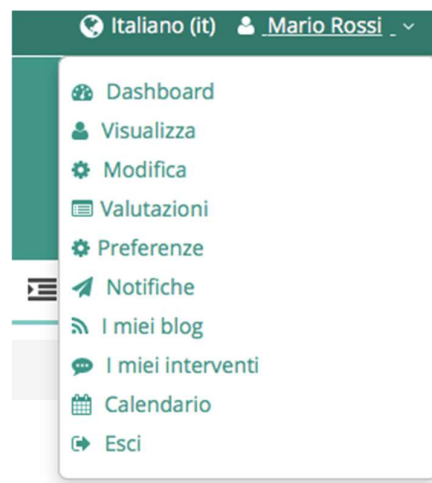 Italiano (it) Mario Rossi
Dashboard
Visualizza
Modifica
Valutazioni
Preferenze
Notifiche
I miei blog
I miei interventi
Calendario
Esci